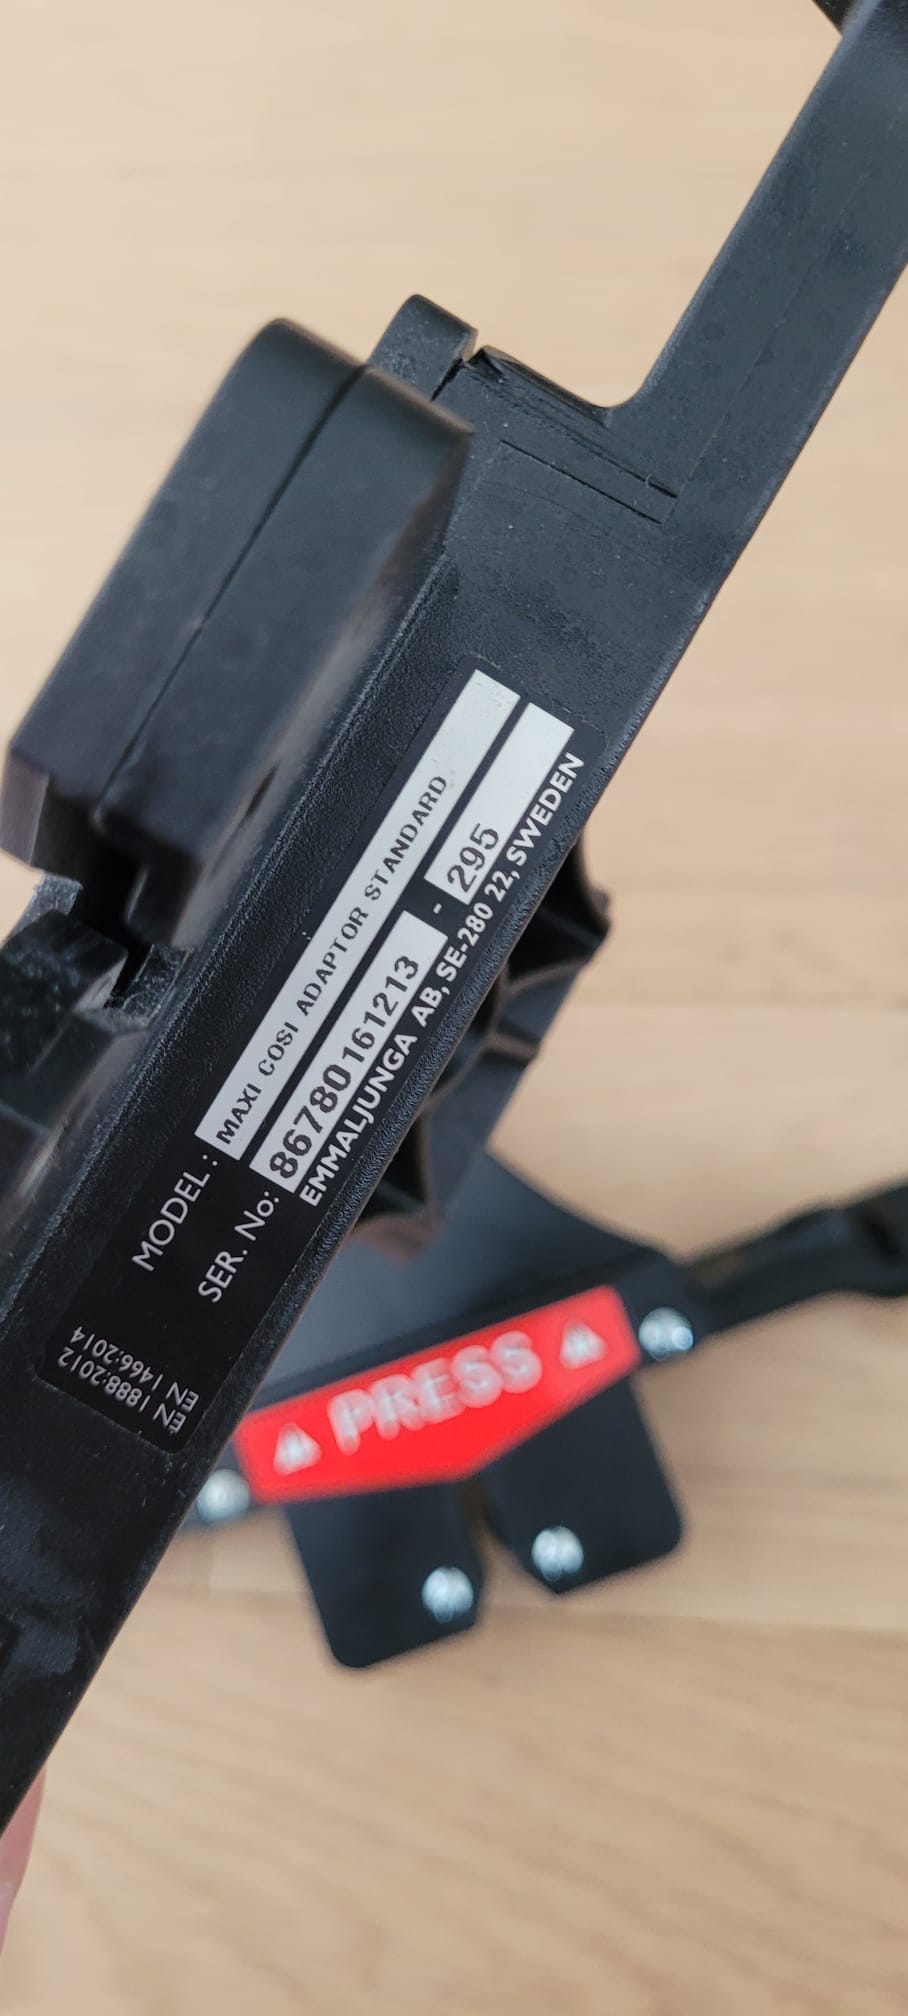 MODEL: MAXI COSI ADAPTOR STANDARD
SER. No: 86780161213 - 295
EMMALJUNGA AB, SE-280 22, SWEDEN
EN 1888:2012
EN 1466:2014
PRESS